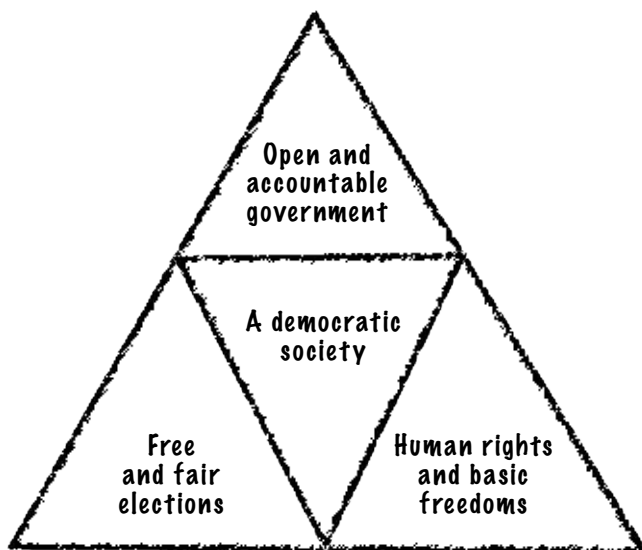 Open and
accountable
government
A democratic
society
Free
and fair
elections
Human rights
and basic
freedoms